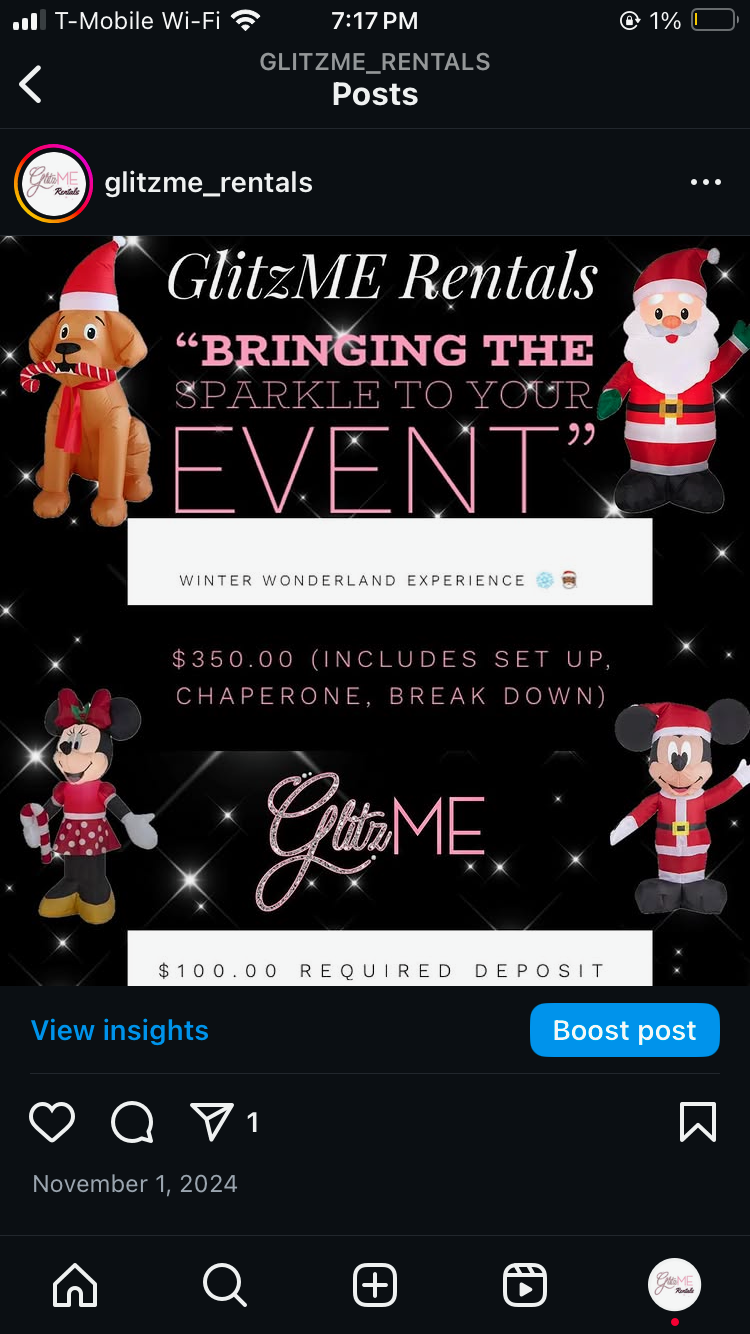 T-Mobile Wi-Fi 7:17 PM 1%
GLITZME_RENTALS
Posts
GlitzME Rentals
glitzme_rentals
GlitzME Rentals
“BRINGING THE
SPARKLE TO YOUR
EVENT”
WINTER WONDERLAND EXPERIENCE ❄️🎅🏾
$350.00 (INCLUDES SET UP,
CHAPERONE, BREAK DOWN)
GlitzME
$100.00 REQUIRED DEPOSIT
View insights
Boost post
1
November 1, 2024
GlitzME
Rentals